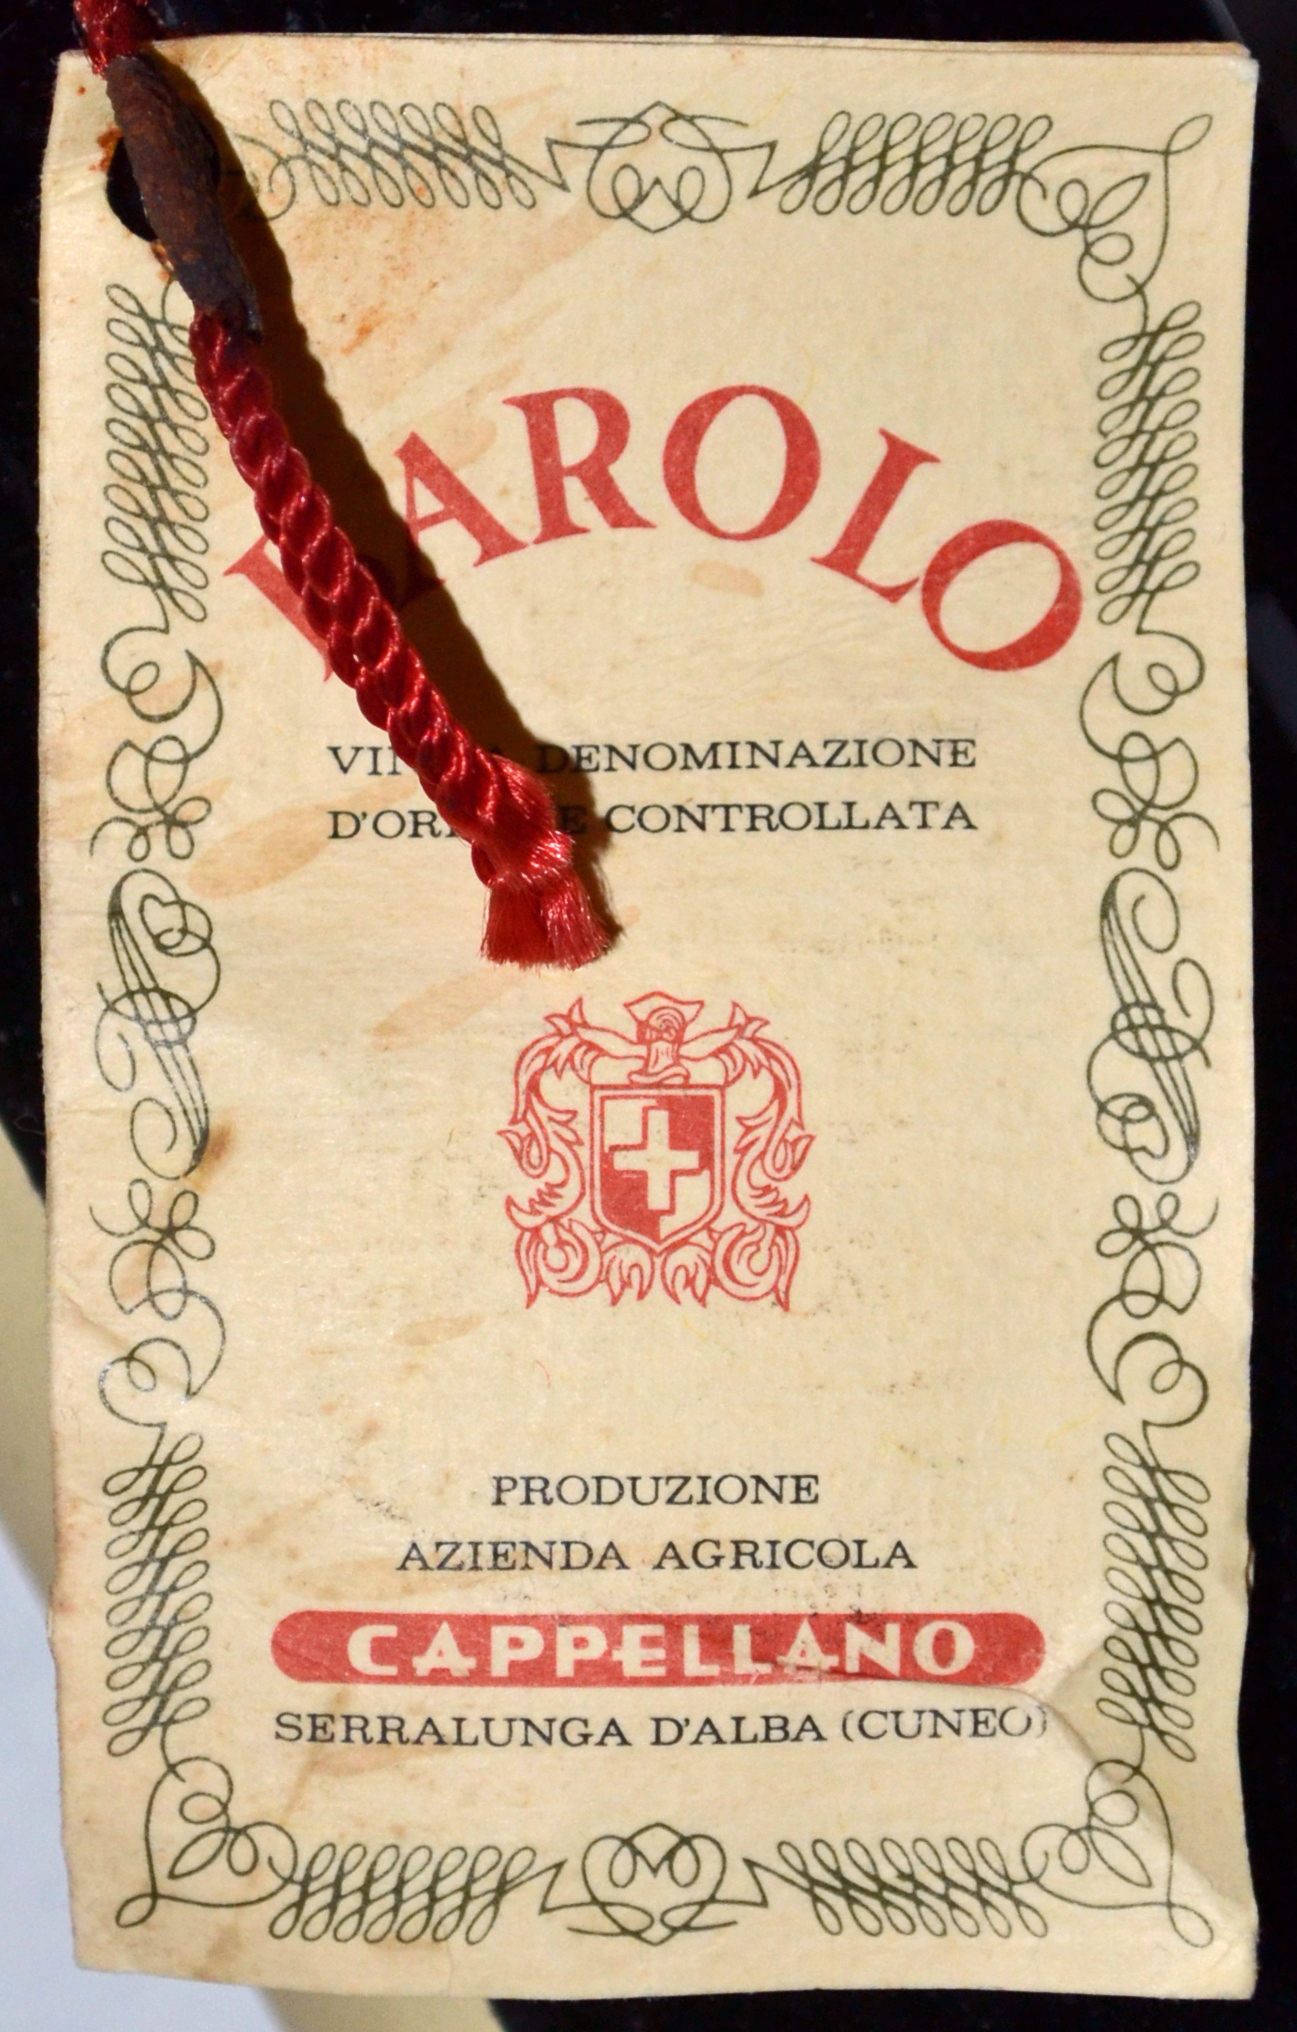 BAROLO
DENOMINAZIONE
CONTROLLATA
PRODUZIONE
AZIENDA AGRICOLA
CAPPELLANO
SERRALUNGA D'ALBA (CUNEO)